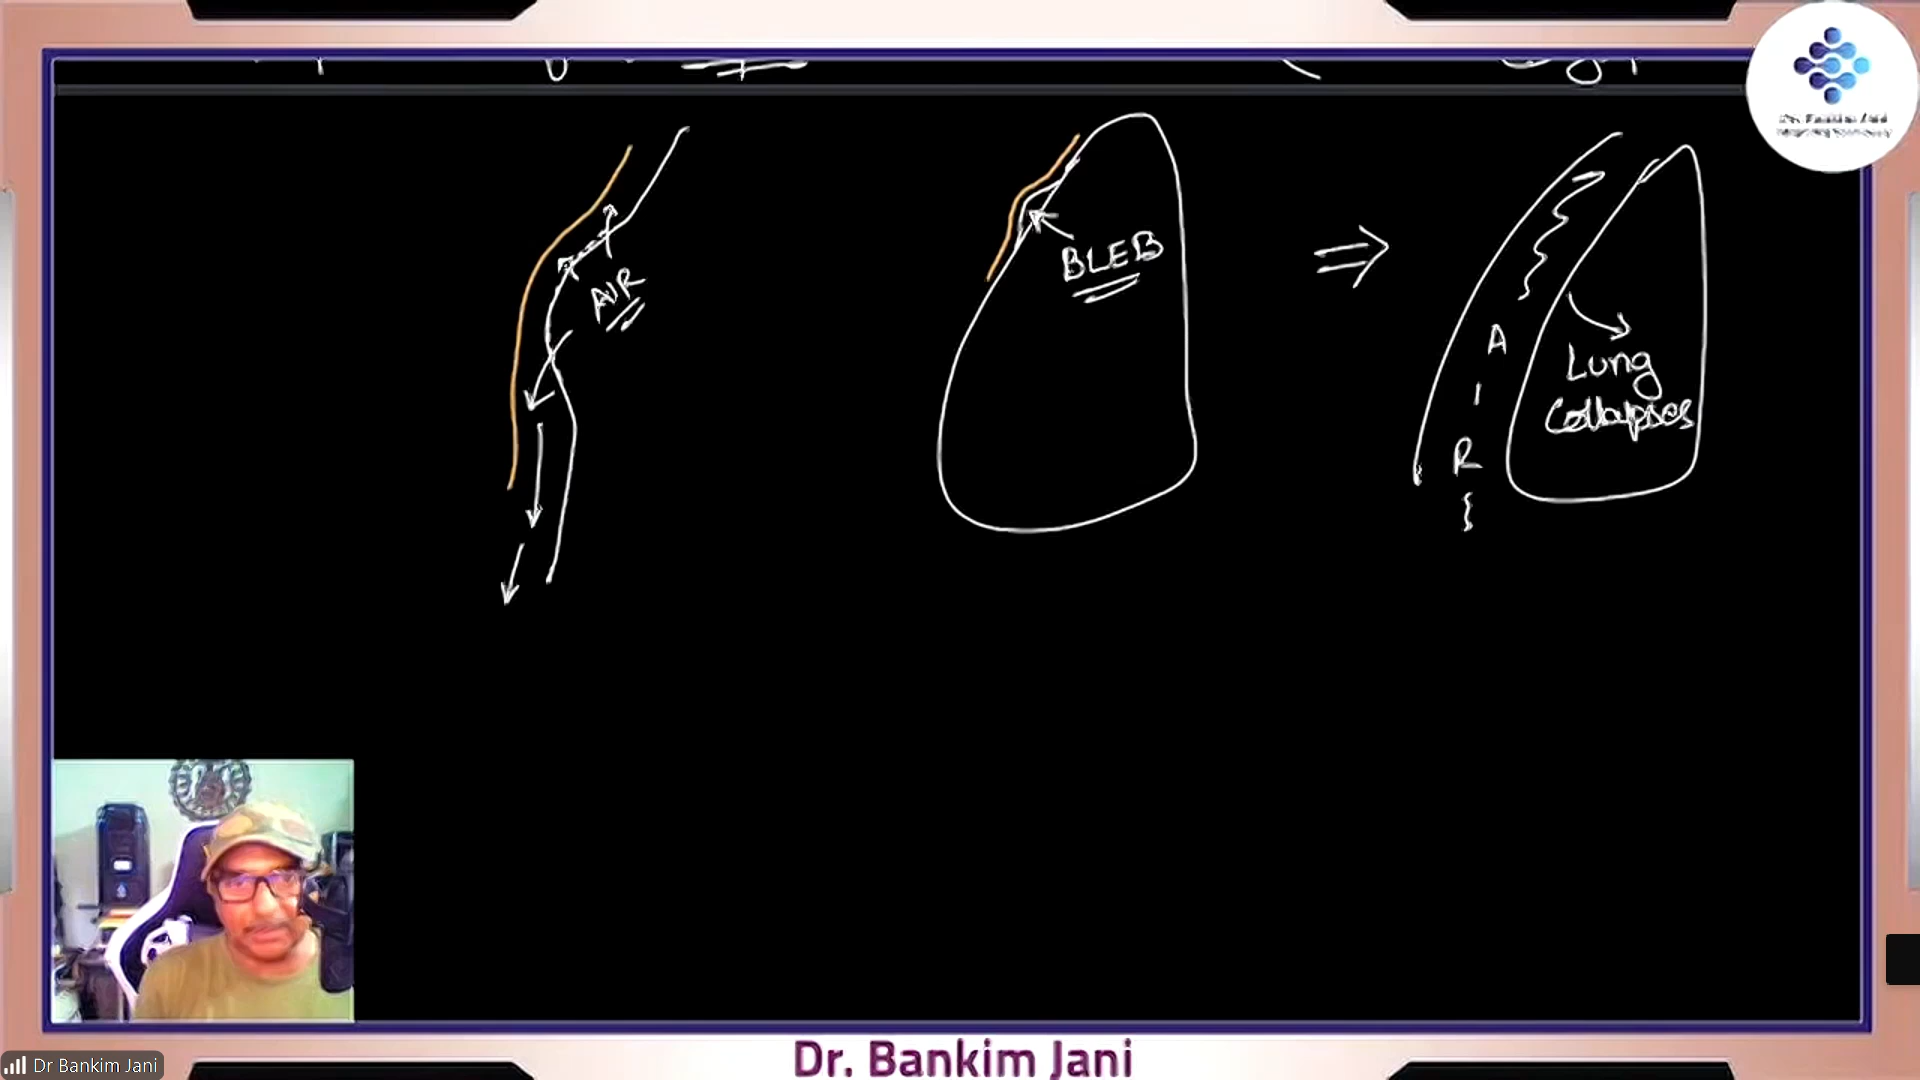 AIR
BLEB
⇒
A
I
R
Lung
Collapses
Dr Bankim Jani
Dr. Bankim Jani